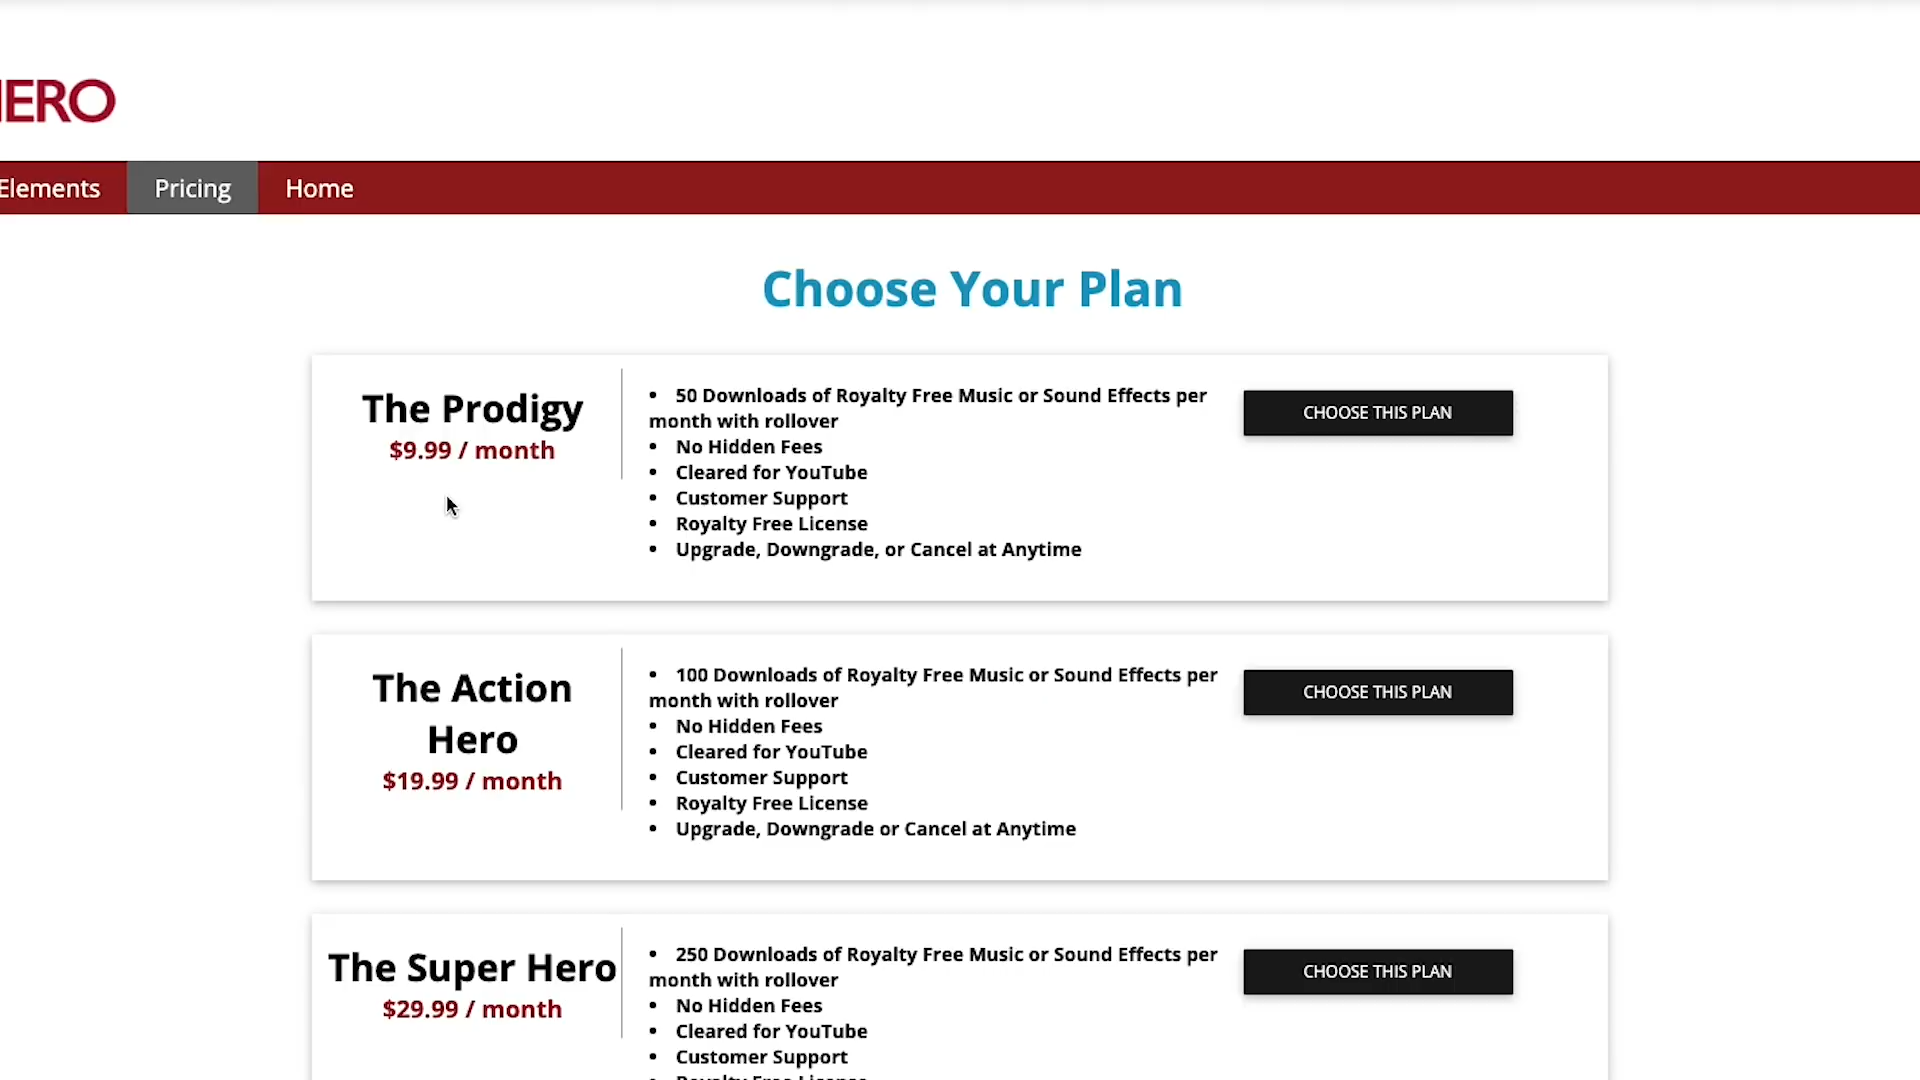 HERO
Elements Pricing Home
Choose Your Plan
The Prodigy
$9.99 / month
• 50 Downloads of Royalty Free Music or Sound Effects per
month with rollover
• No Hidden Fees
• Cleared for YouTube
• Customer Support
• Royalty Free License
• Upgrade, Downgrade, or Cancel at Anytime
CHOOSE THIS PLAN
The Action
Hero
$19.99 / month
• 100 Downloads of Royalty Free Music or Sound Effects per
month with rollover
• No Hidden Fees
• Cleared for YouTube
• Customer Support
• Royalty Free License
• Upgrade, Downgrade or Cancel at Anytime
CHOOSE THIS PLAN
The Super Hero
$29.99 / month
• 250 Downloads of Royalty Free Music or Sound Effects per
month with rollover
• No Hidden Fees
• Cleared for YouTube
• Customer Support
• Royalty Free License
CHOOSE THIS PLAN